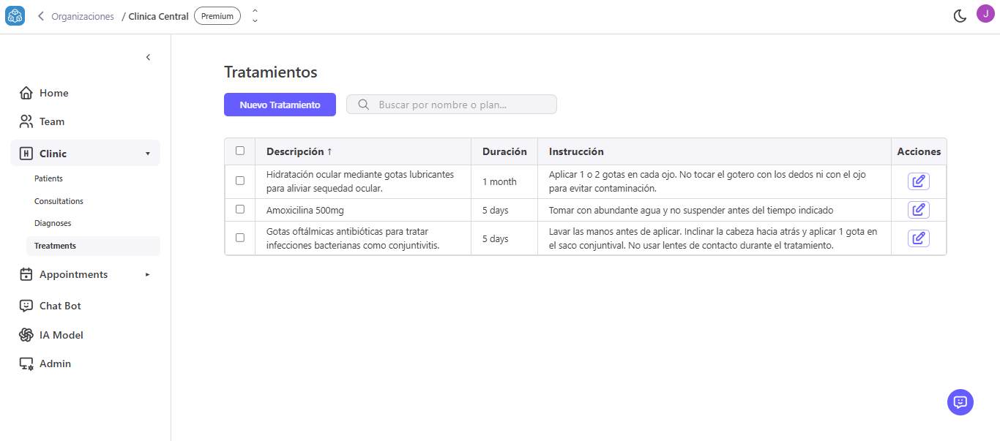 Organizaciones / Clinica Central Premium
J
Home
Team
Clinic
Patients
Consultations
Diagnoses
Treatments
Appointments
Chat Bot
IA Model
Admin
Tratamientos
Nuevo Tratamiento
Buscar por nombre o plan...
Descripción ↑ Duración Instrucción Acciones
Hidratación ocular mediante gotas lubricantes
para aliviar sequedad ocular.
1 month
Aplicar 1 o 2 gotas en cada ojo. No tocar el gotero con los dedos ni con el ojo
para evitar contaminación.
Amoxicilina 500mg
5 days
Tomar con abundante agua y no suspender antes del tiempo indicado
Gotas oftálmicas antibióticas para tratar
infecciones bacterianas como conjuntivitis.
5 days
Lavar las manos antes de aplicar. Inclinar la cabeza hacia atrás y aplicar 1 gota en
el saco conjuntival. No usar lentes de contacto durante el tratamiento.